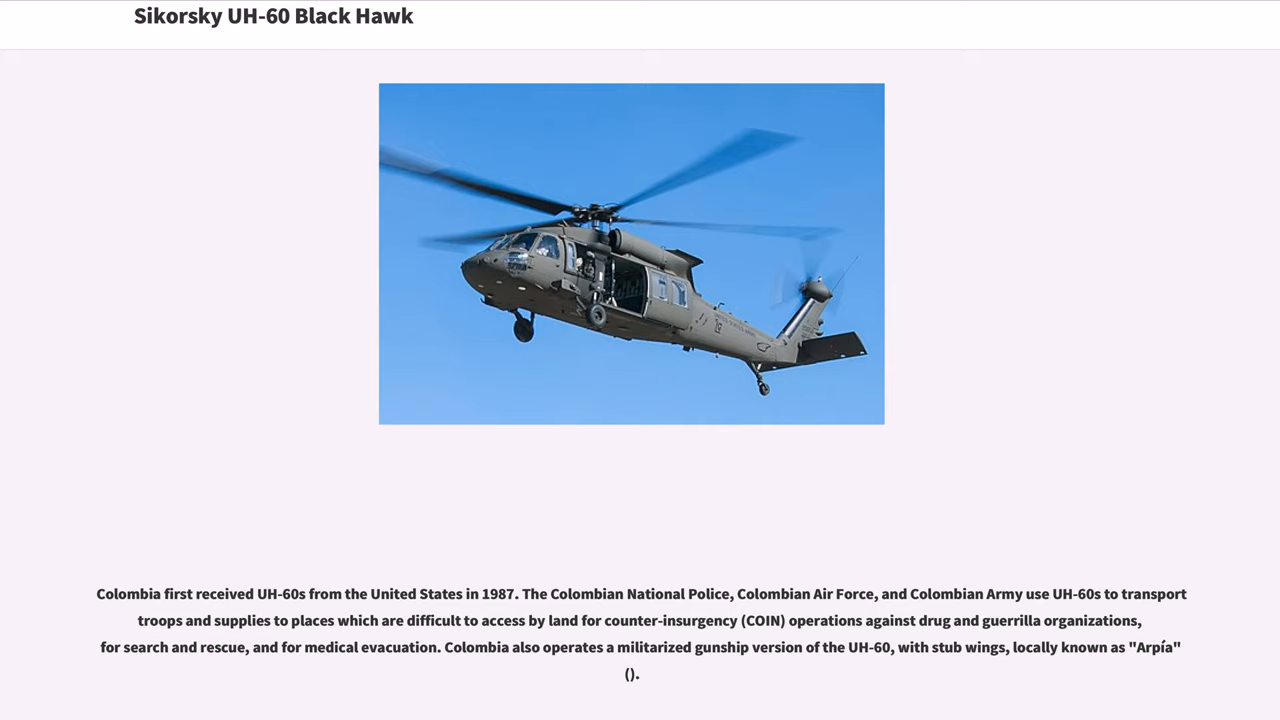 Sikorsky UH-60 Black Hawk
Colombia first received UH-60s from the United States in 1987. The Colombian National Police, Colombian Air Force, and Colombian Army use UH-60s to transport
troops and supplies to places which are difficult to access by land for counter-insurgency (COIN) operations against drug and guerrilla organizations,
for search and rescue, and for medical evacuation. Colombia also operates a militarized gunship version of the UH-60, with stub wings, locally known as "Arpía"
().